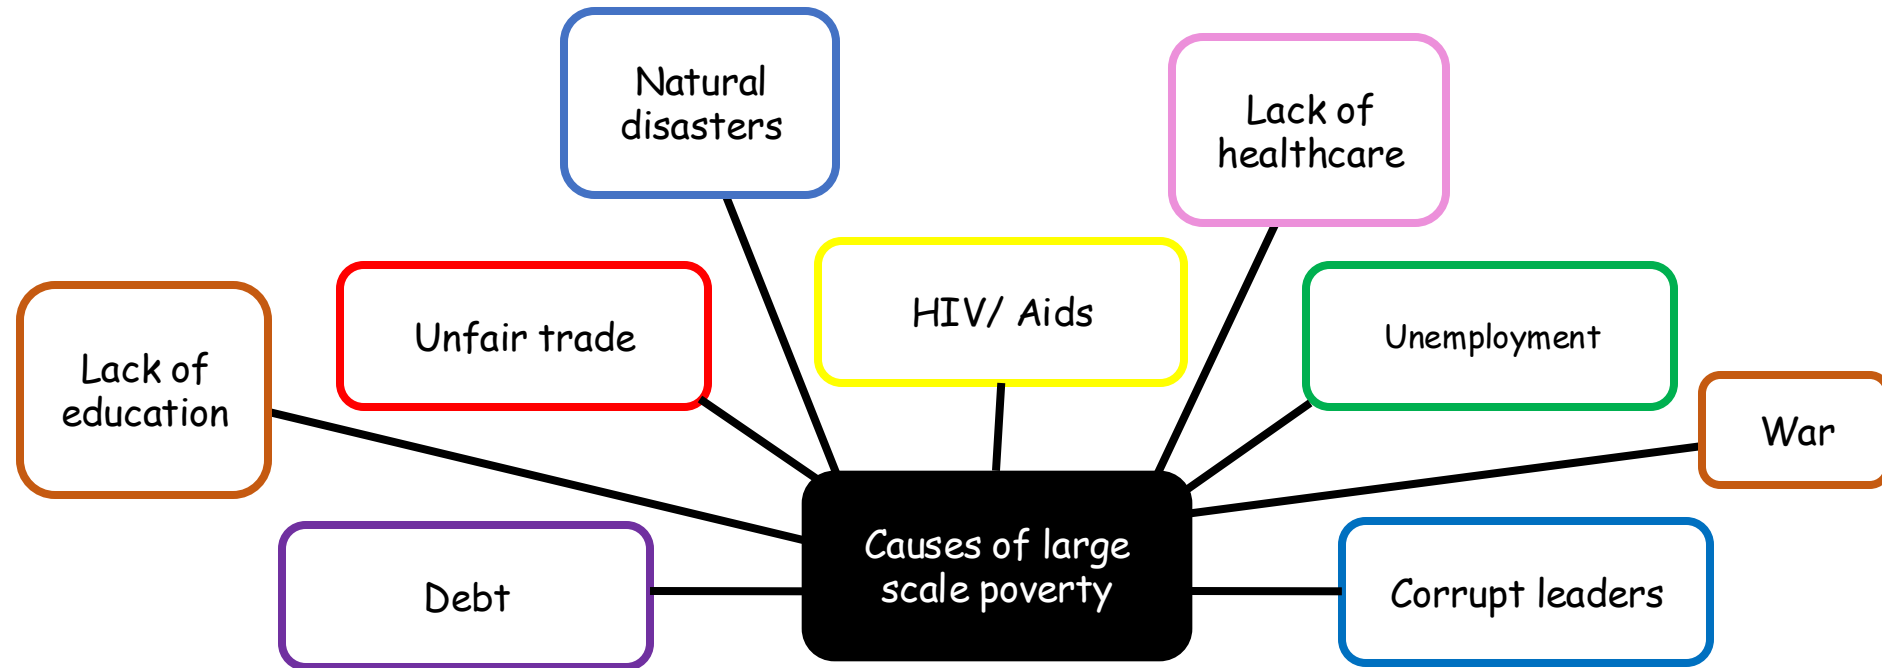 Natural
disasters
Lack of
healthcare
HIV/ Aids
Unfair trade
Unemployment
Lack of
education
War
Causes of large
scale poverty
Debt
Corrupt leaders